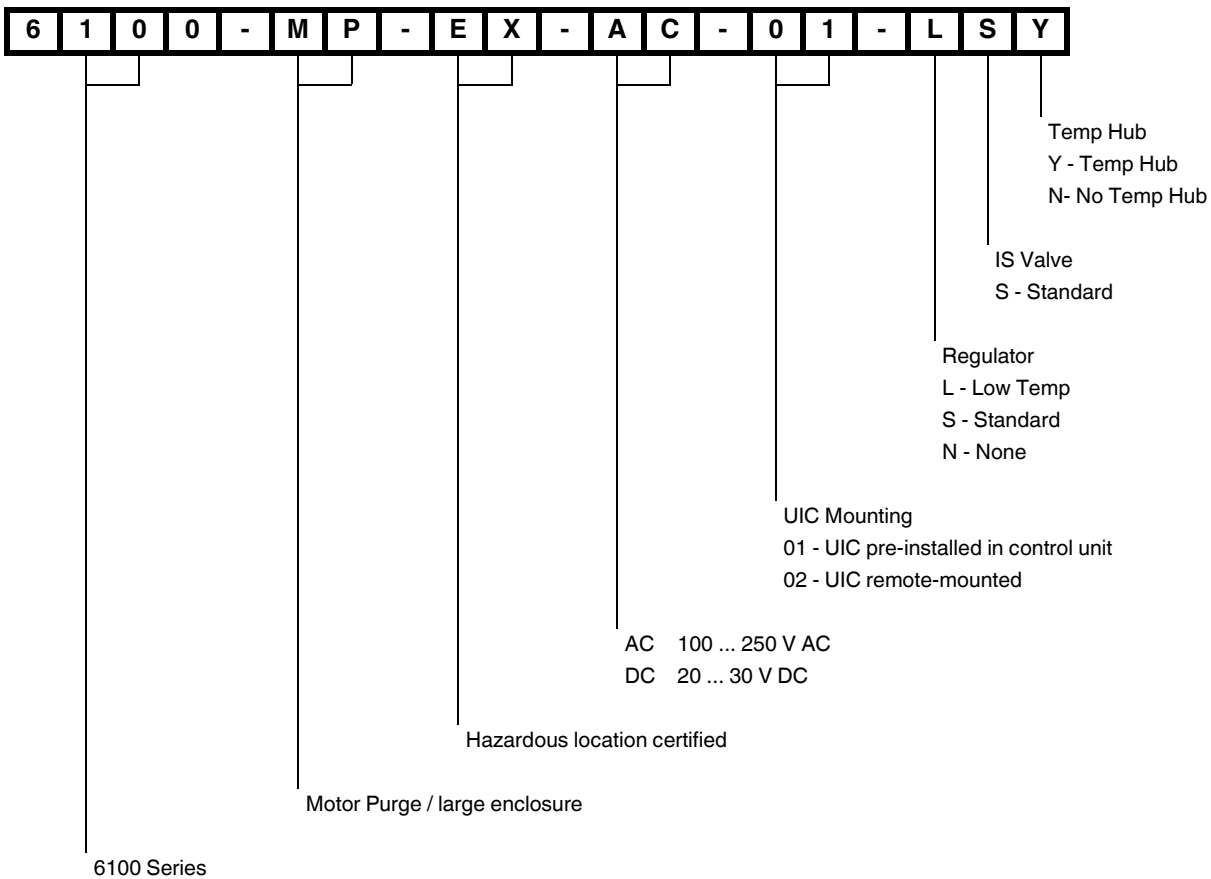 6100-MP-EX-AC-01-LSY
Temp Hub
Y - Temp Hub
N- No Temp Hub
IS Valve
S - Standard
Regulator
L - Low Temp
S - Standard
N - None
UIC Mounting
01 - UIC pre-installed in control unit
02 - UIC remote-mounted
AC 100 ... 250 V AC
DC 20 ... 30 V DC
Hazardous location certified
Motor Purge / large enclosure
6100 Series